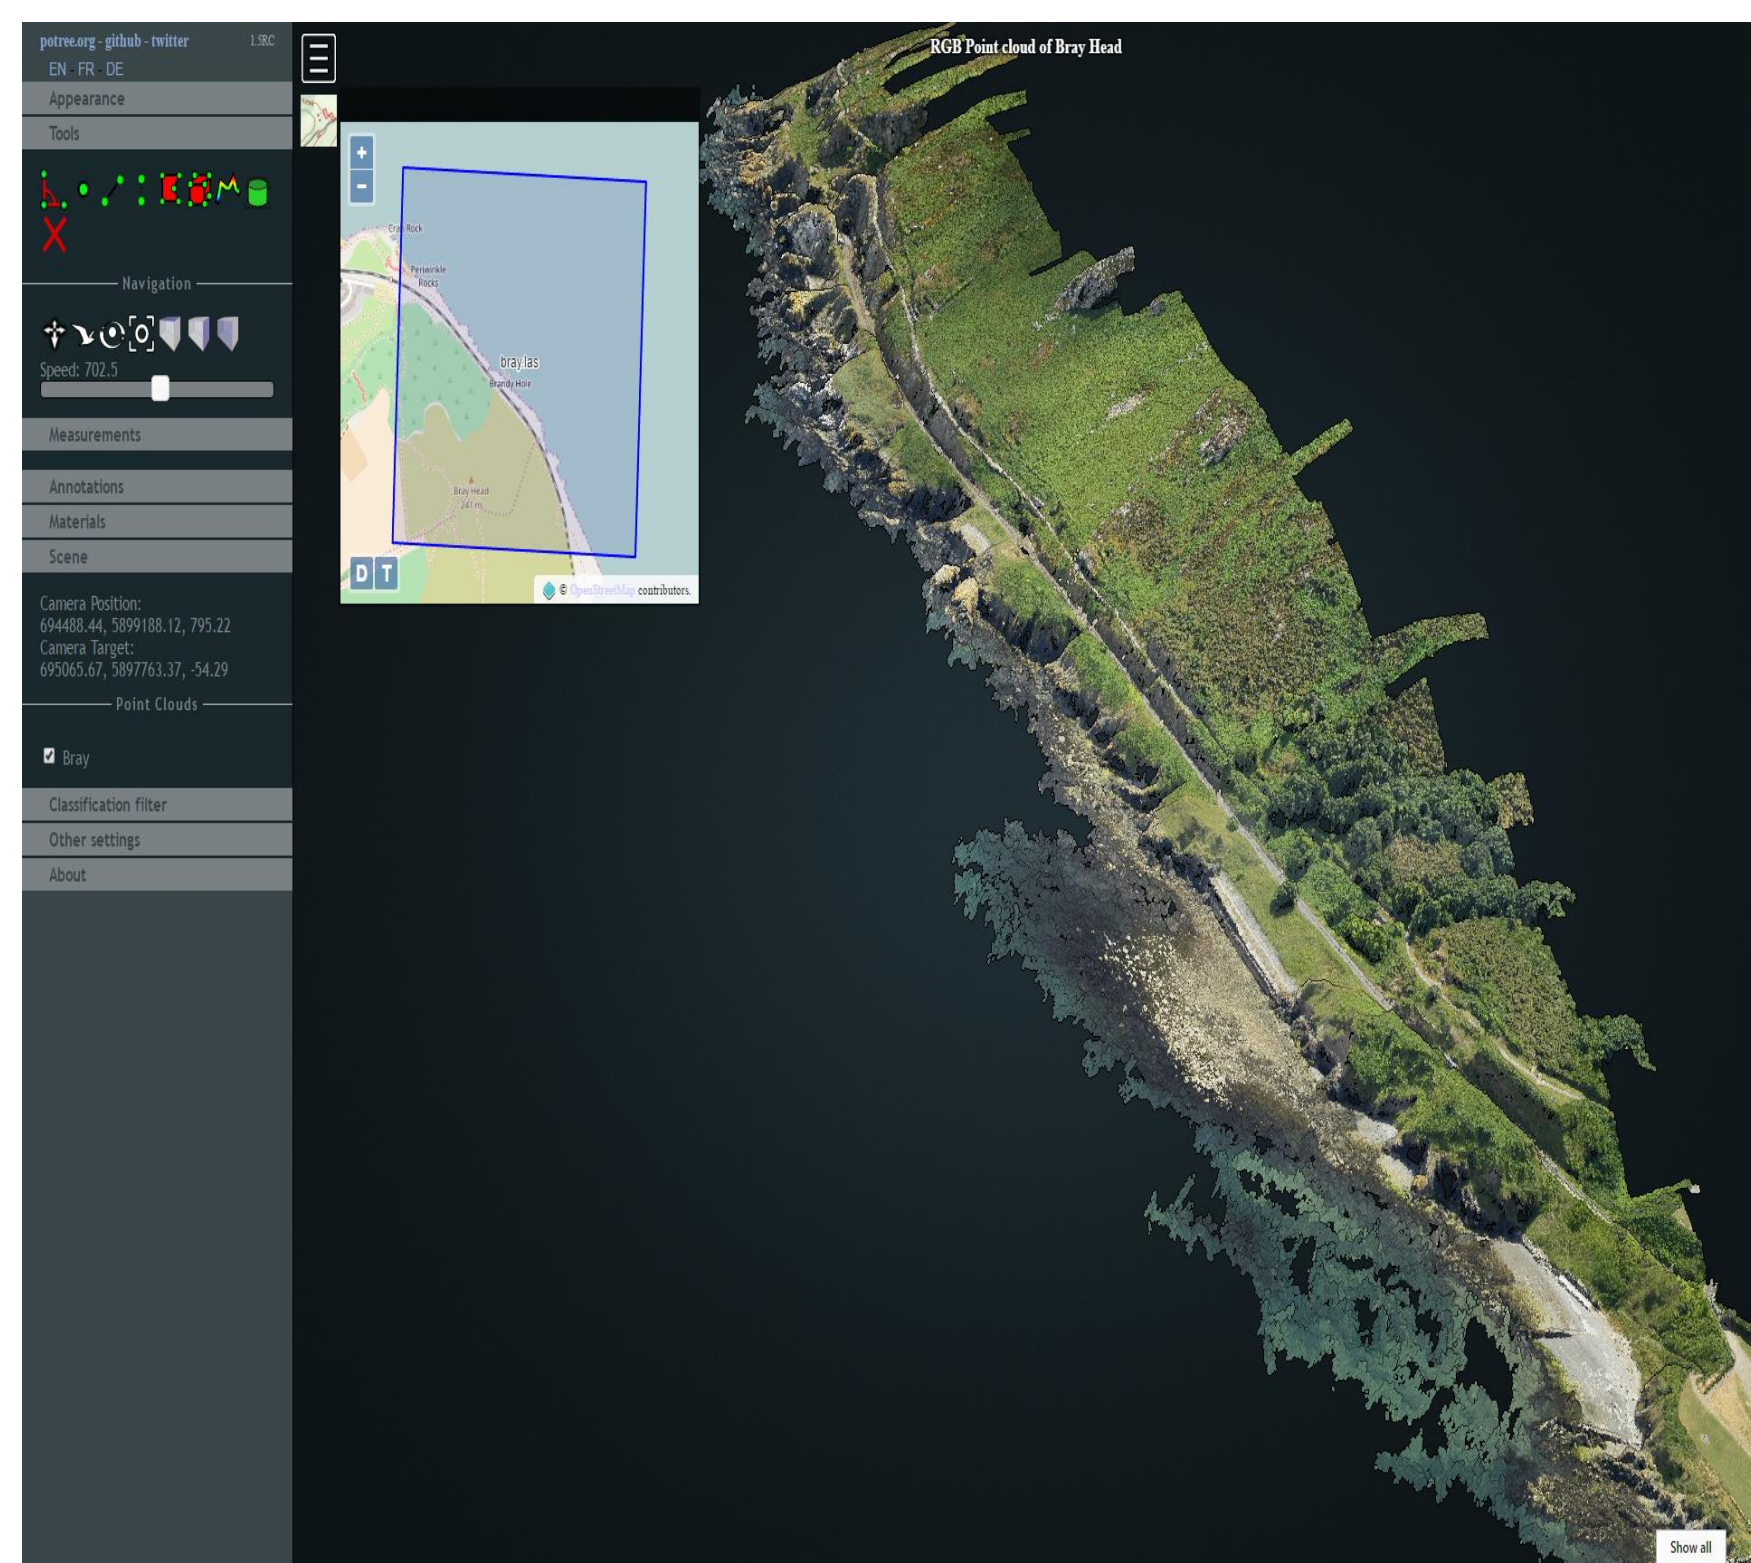 potree.org - github - twitter 1.5RC
EN - FR - DE
Appearance
Tools
Navigation
Speed: 702.5
Measurements
Annotations
Materials
Scene
Camera Position:
694488.44, 5899188.12, 795.22
Camera Target:
695065.67, 5897763.37, -54.29
Point Clouds
Bray
Classification filter
Other settings
About
RGB Point cloud of Bray Head
+
-
Crab Rock
Periwinkle
Rocks
bray.las
Brandy Hole
Bray Head
241 m
D T
© OpenStreetMap contributors.
Show all